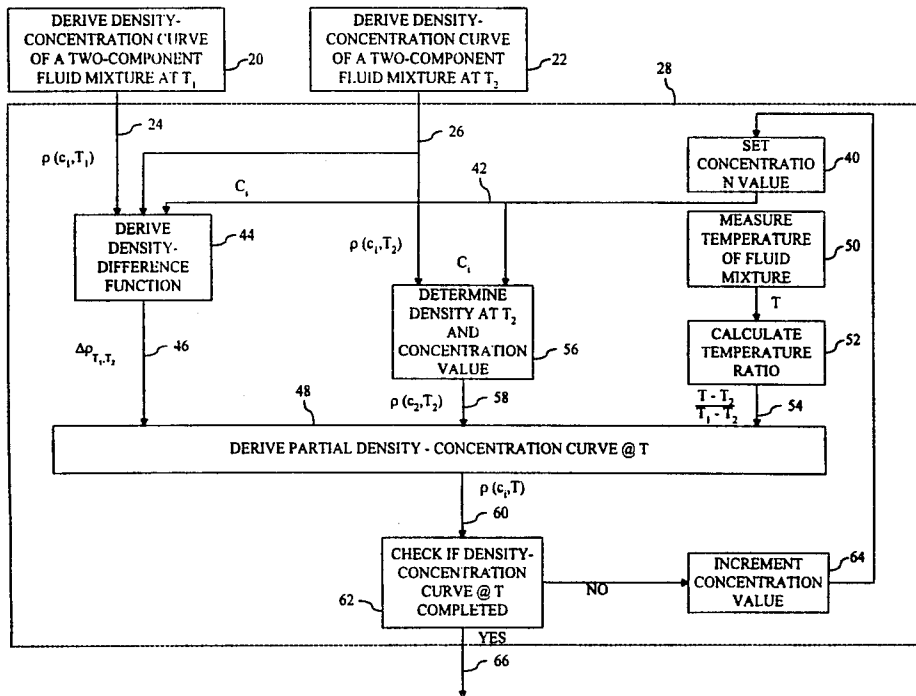 DERIVE DENSITY-
CONCENTRATION CURVE
OF A TWO-COMPONENT
FLUID MIXTURE AT T₁
20
DERIVE DENSITY-
CONCENTRATION CURVE
OF A TWO-COMPONENT
FLUID MIXTURE AT T₂
22
28
24
26
ρ (c₁,T₁)
SET
CONCENTRATIO
N VALUE
40
42
Cᵢ
DERIVE
DENSITY-
DIFFERENCE
FUNCTION
44
ρ (cᵢ,T₂)
Cᵢ
MEASURE
TEMPERATURE
OF FLUID
MIXTURE
50
T
DETERMINE
DENSITY AT T₂
AND
CONCENTRATION
VALUE
56
CALCULATE
TEMPERATURE
RATIO
52
Δρ T₁,T₂
46
ρ (c₂,T₂)
58
T - T₂
T₁ - T₂
54
48
DERIVE PARTIAL DENSITY - CONCENTRATION CURVE @ T
ρ (cᵢ,T)
60
CHECK IF DENSITY-
CONCENTRATION
CURVE @ T
COMPLETED
62
NO
INCREMENT
CONCENTRATION
VALUE
64
YES
66